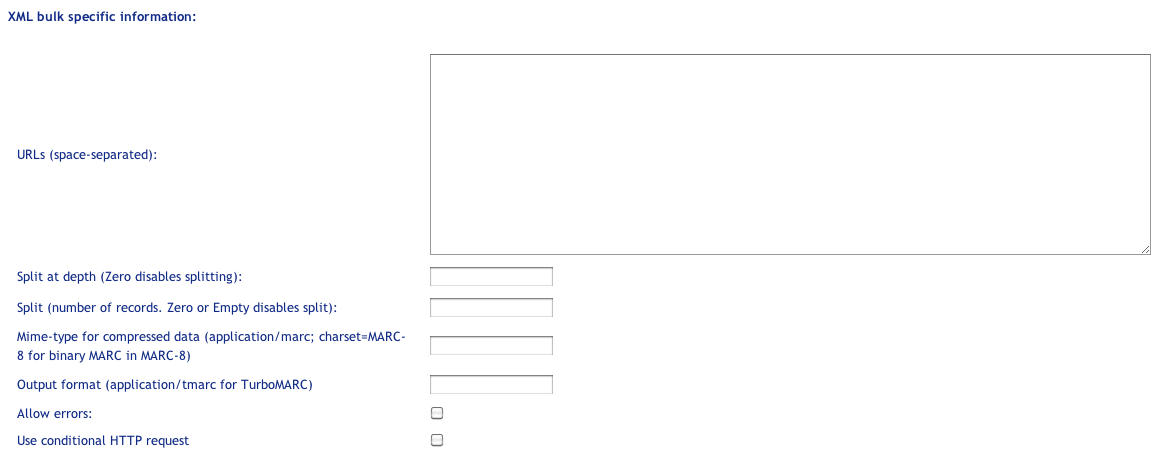 XML bulk specific information:
URLs (space-separated):
Split at depth (Zero disables splitting):
Split (number of records. Zero or Empty disables split):
Mime-type for compressed data (application/marc; charset=MARC-
8 for binary MARC in MARC-8)
Output format (application/tmarc for TurboMARC)
Allow errors:
Use conditional HTTP request